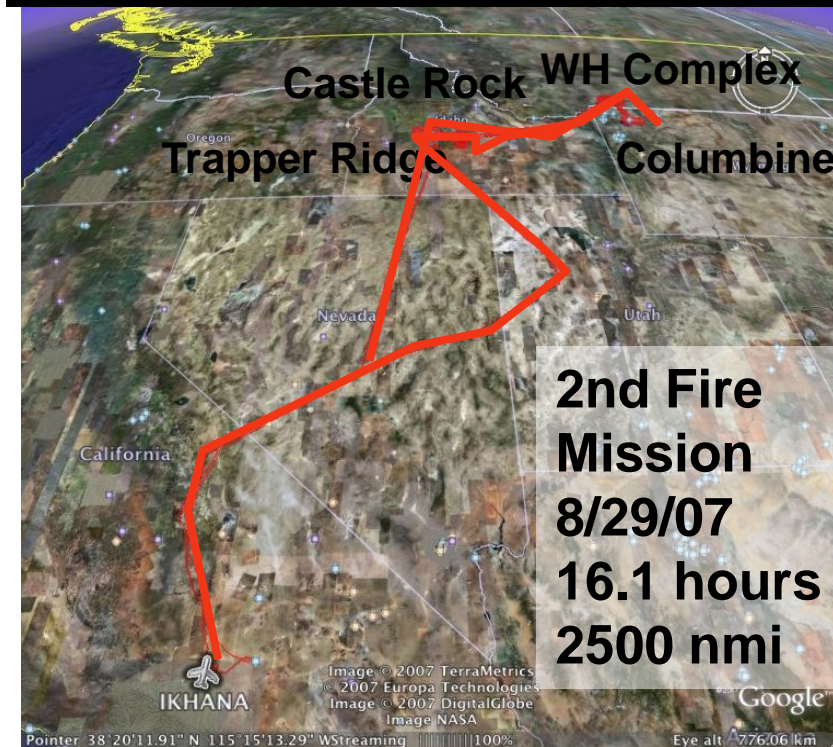 Castle Rock WH Complex
Idaho
Oregon
Trapper Ridge Columbine
Nevada
Utah
California
2nd Fire
Mission
8/29/07
16.1 hours
2500 nmi
IKHANA
Image © 2007 TerraMetrics
© 2007 Europa Technologies
Image © 2007 DigitalGlobe
Image NASA
Google
Pointer 38°20'11.91" N 115°15'13.29" W Streaming ||||||||| 100% Eye alt 776.06 km